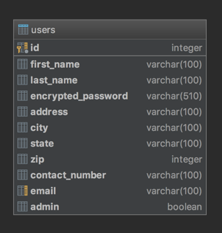 users
id integer
first_name varchar(100)
last_name varchar(100)
encrypted_password varchar(510)
address varchar(100)
city varchar(100)
state varchar(100)
zip integer
contact_number varchar(100)
email varchar(100)
admin boolean